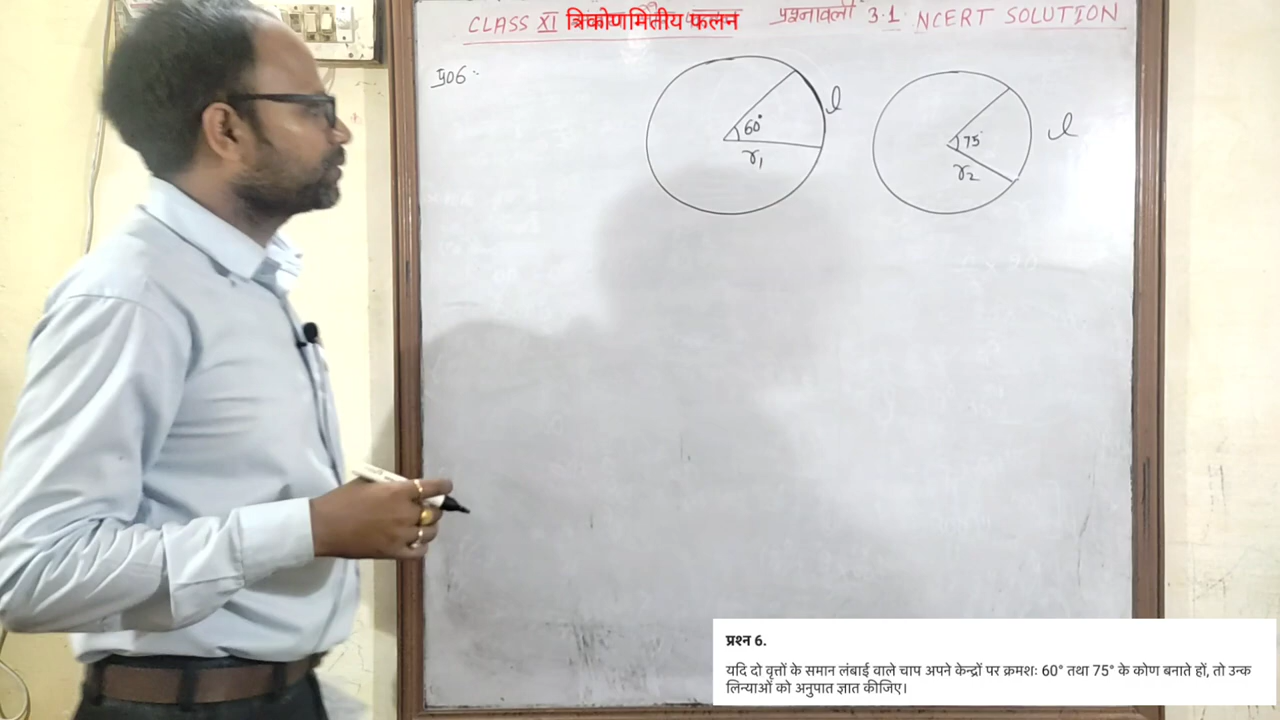 CLASS XI त्रिकोणमितीय फलन प्रश्नावली 3.1 NCERT SOLUTION
प्र06:
60°
r₁
l
75°
r₂
l
प्रश्न 6.
यदि दो वृत्तों के समान लंबाई वाले चाप अपने केन्द्रों पर क्रमशः 60° तथा 75° के कोण बनाते हों, तो उन्क
लिन्याओं को अनुपात ज्ञात कीजिए।